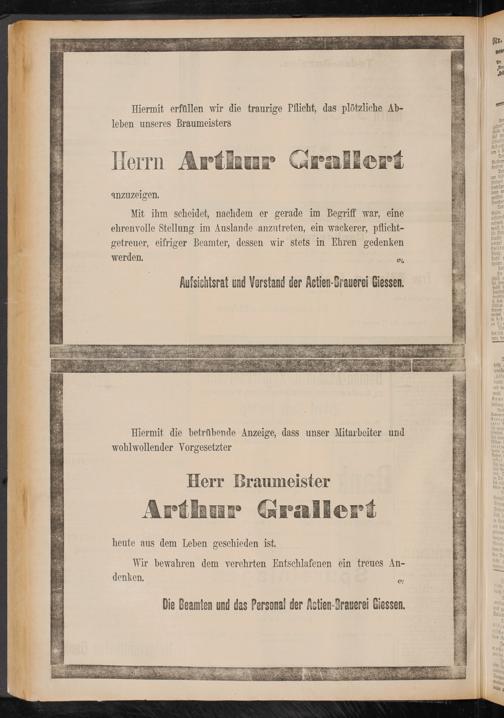 Hiermit erfüllen wir die traurige Pflicht, das plötzliche Ab-
leben unseres Braumeisters
Herrn Arthur Grallert
anzuzeigen.
Mit ihm scheidet, nachdem er gerade im Begriff war, eine
ehrenvolle Stellung im Auslande anzutreten, ein wackerer, pflicht-
getreuer, eifriger Beamter, dessen wir stets in Ehren gedenken
werden.
Aufsichtsrat und Vorstand der Actien-Brauerei Giessen.
Hiermit die betrübende Anzeige, dass unser Mitarbeiter und
wohlwollender Vorgesetzter
Herr Braumeister
Arthur Grallert
heute aus dem Leben geschieden ist.
Wir bewahren dem verehrten Entschlafenen ein treues An-
denken.
Die Beamten und das Personal der Actien-Brauerei Giessen.
Nr.